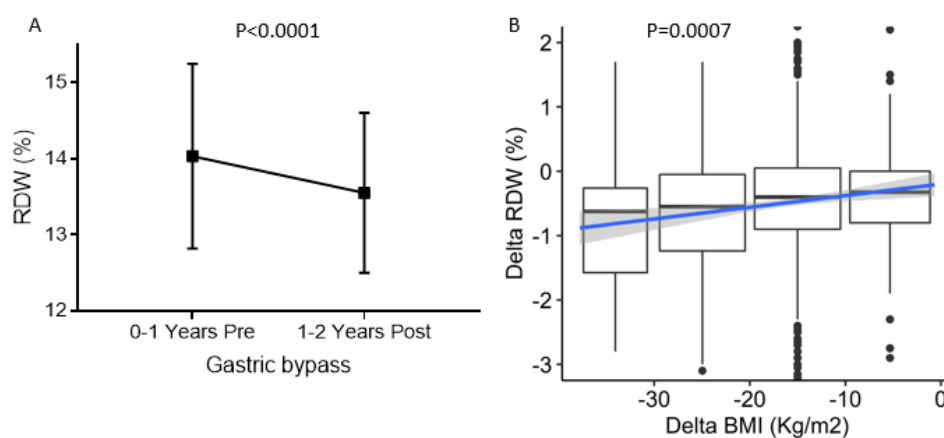 A
P<0.0001
15
14
13
12
RDW (%)
0-1 Years Pre
1-2 Years Post
Gastric bypass
B
P=0.0007
2
1
-0
-1
-2
-3
Delta RDW (%)
-30
-20
-10
0
Delta BMI (Kg/m2)